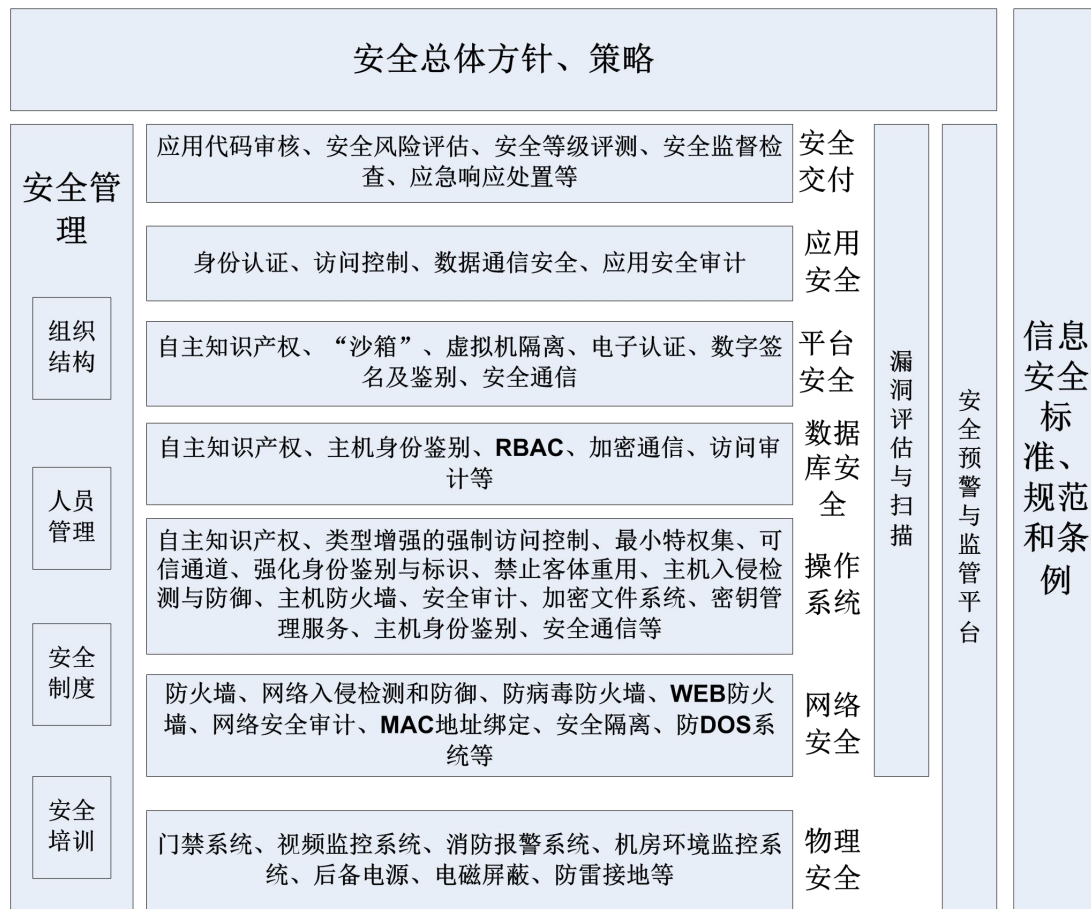 安全总体方针、策略
安全管
理
组织
结构
人员
管理
安全
制度
安全
培训
应用代码审核、安全风险评估、安全等级评测、安全监督检
查、应急响应处置等
安全
交付
身份认证、访问控制、数据通信安全、应用安全审计
应用
安全
自主知识产权、“沙箱”、虚拟机隔离、电子认证、数字签
名及鉴别、安全通信
平台
安全
自主知识产权、主机身份鉴别、RBAC、加密通信、访问审
计等
数据
库安
全
自主知识产权、类型增强的强制访问控制、最小特权集、可
信通道、强化身份鉴别与标识、禁止客体重用、主机入侵检
测与防御、主机防火墙、安全审计、加密文件系统、密钥管
理服务、主机身份鉴别、安全通信等
操作
系统
防火墙、网络入侵检测和防御、防病毒防火墙、WEB防火
墙、网络安全审计、MAC地址绑定、安全隔离、防DOS系
统等
网络
安全
门禁系统、视频监控系统、消防报警系统、机房环境监控系
统、后备电源、电磁屏蔽、防雷接地等
物理
安全
漏洞评估与扫描
安全预警与监管平台
信息
安全
标
准、
规范
和条
例